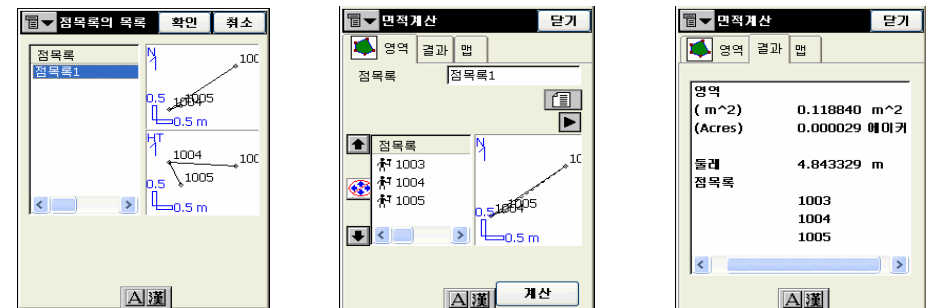 점목록의 목록 확인 취소
점목록
점목록1
N
100
1004
1005
0.5
0.5 m
HT
1004
100
1005
0.5
0.5 m
A 漢
면적계산 닫기
영역 결과 맵
점목록 점목록1
점목록
1003
1004
1005
N
10
1004
1005
0.5
0.5 m
A 漢 계산
면적계산 닫기
영역 결과 맵
영역
( m^2) 0.118840 m^2
(Acres) 0.000029 에이커
둘레 4.843329 m
점목록
1003
1004
1005
A 漢